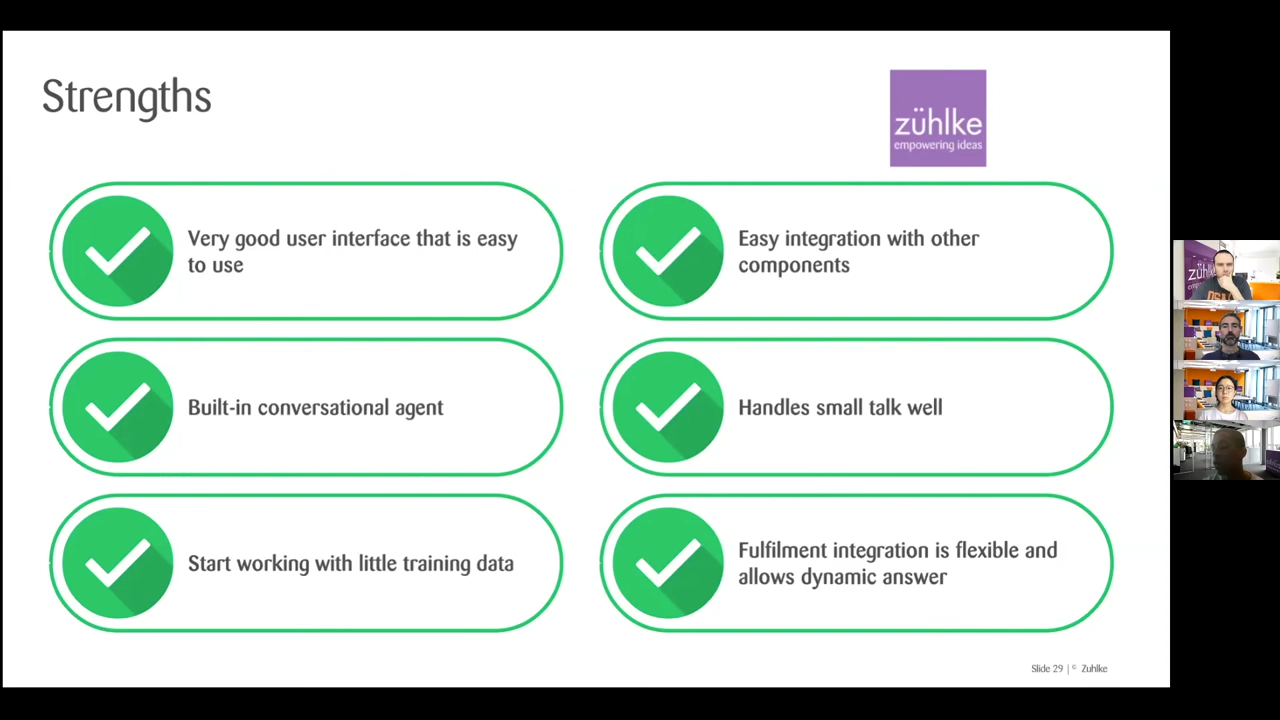 Strengths
zühlke
empowering ideas
Very good user interface that is easy
to use
Easy integration with other
components
Built-in conversational agent
Handles small talk well
Start working with little training data
Fulfilment integration is flexible and
allows dynamic answer
Slide 29 | © Zuhlke
zühlke